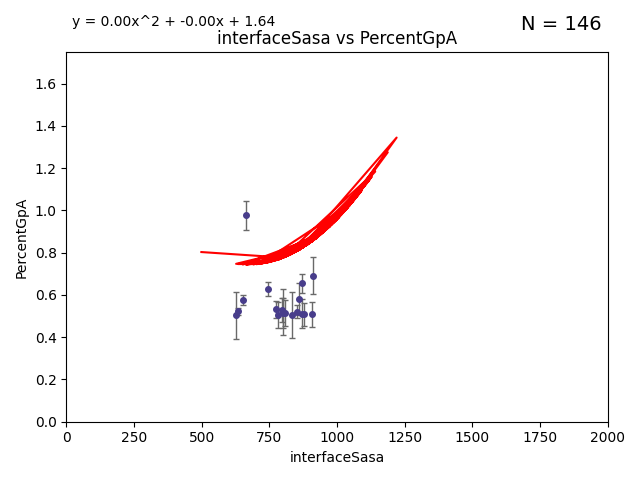 y = 0.00x^2 + -0.00x + 1.64
N = 146
interfaceSasa vs PercentGpA
PercentGpA
1.6
1.4
1.2
1.0
0.8
0.6
0.4
0.2
0.0
0 250 500 750 1000 1250 1500 1750 2000
interfaceSasa